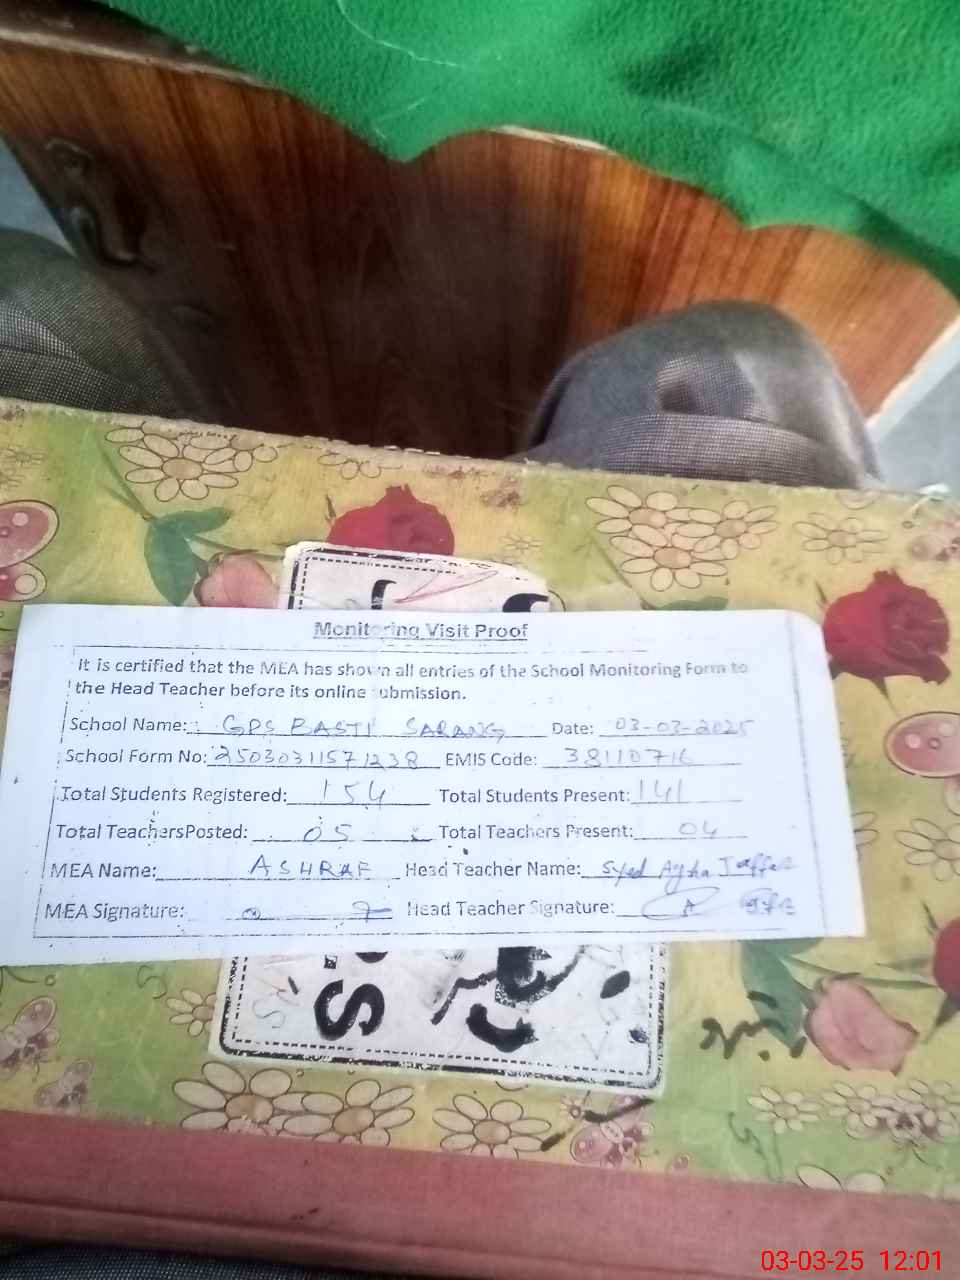 Monitoring Visit Proof
It is certified that the MEA has shown all entries of the School Monitoring Form to
the Head Teacher before its online submission.
School Name: GPS BASTI SARANG Date: 03-03-2025
School Form No: 25030311571238 EMIS Code: 38110716
Total Students Registered: 154 Total Students Present: 141
Total TeachersPosted: 05 Total Teachers Present: 04
MEA Name: ASHRAF Head Teacher Name: Syed Agha Jaffer
MEA Signature: Head Teacher Signature:
03-03-25 12:01